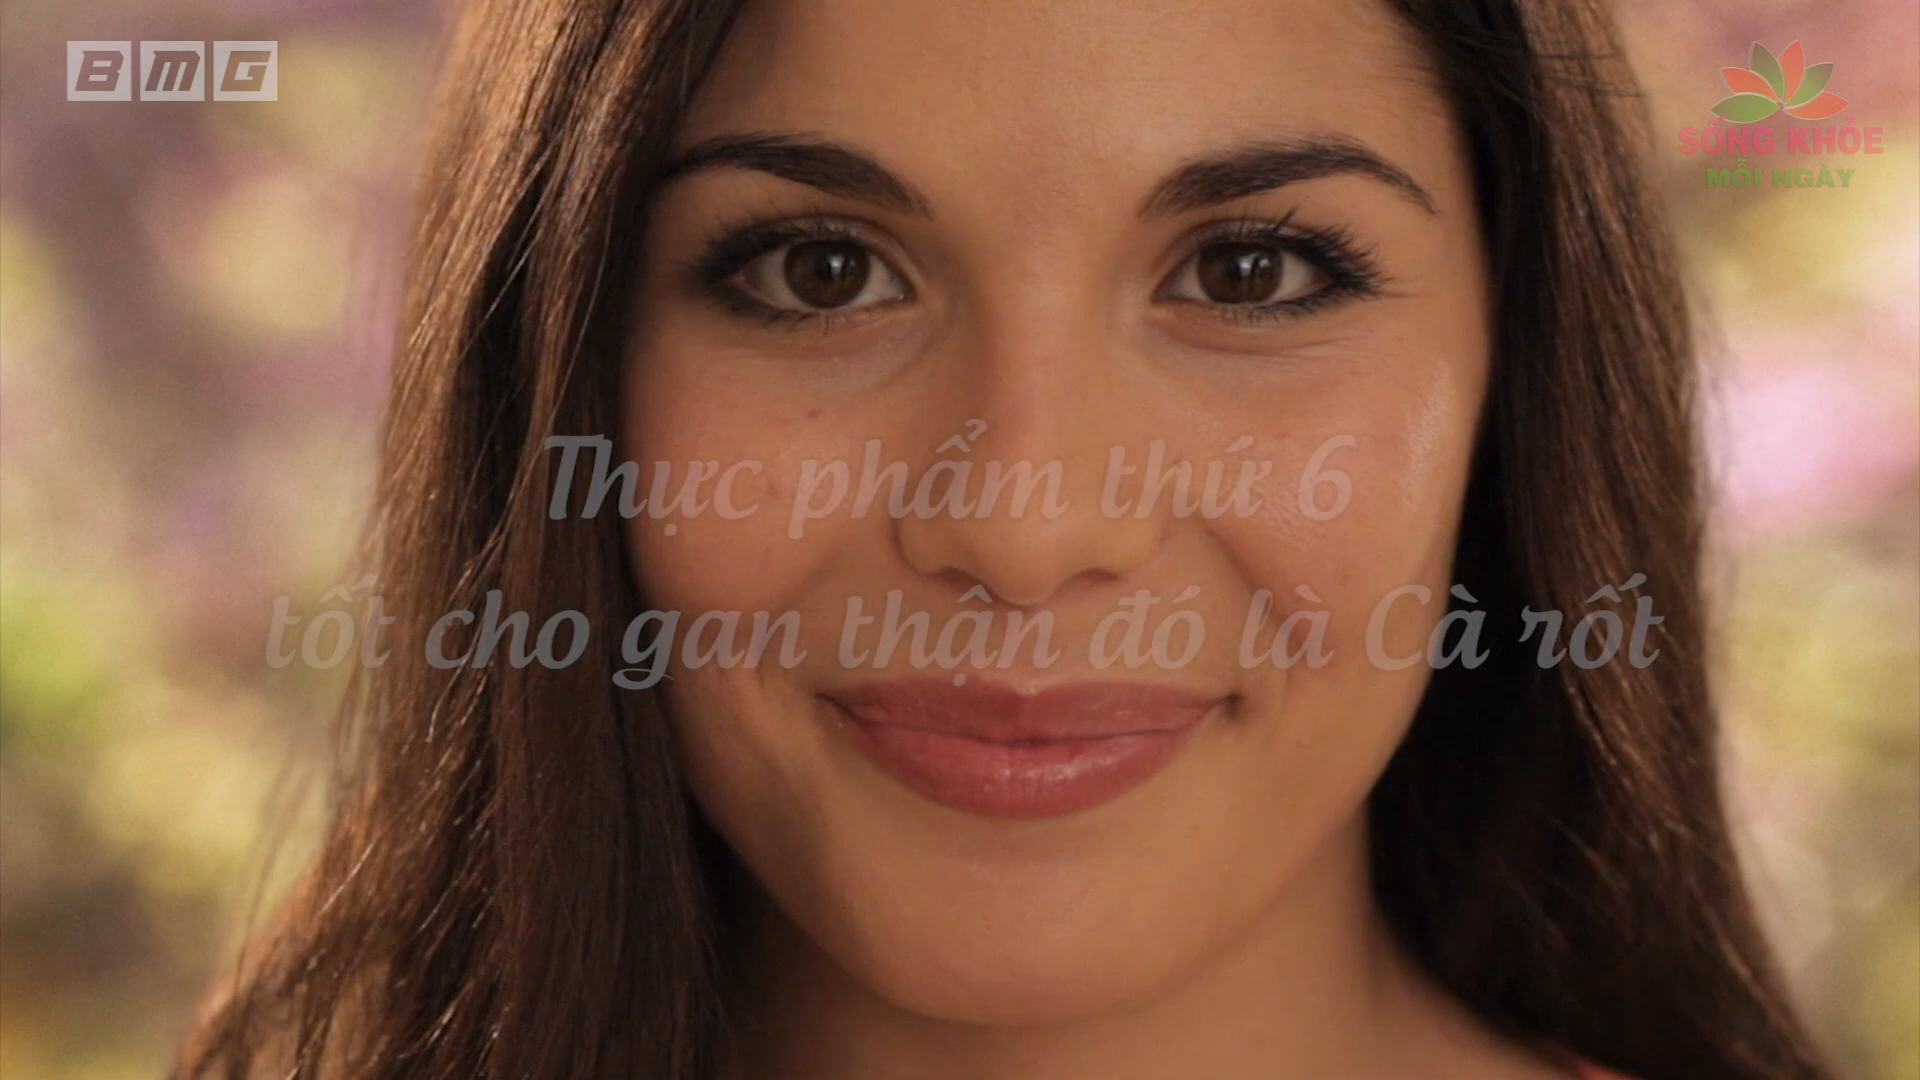 BMG
SỐNG KHỎE
MỖI NGÀY
Thực phẩm thứ 6
tốt cho gan thận đó là Cà rốt